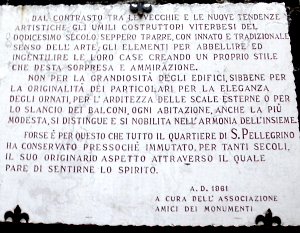 DAL CONTRASTO TRA LE VECCHIE E LE NUOVE TENDENZE
ARTISTICHE, GLI UMILI COSTRUTTORI VITERBESI DEL
QUODICESIMO SECOLO, SEPPERO TRARRE, CON INNATO E TRADIZIONALE
SENSO DELL'ARTE, GLI ELEMENTI PER ABBELLIRE ED
INGENTILIRE LE LORO CASE CREANDO UN PROPRIO STILE
CHE DESTA SORPRESA E AMMIRAZIONE.
NON PER LA GRANDIOSITÀ DEGLI EDIFICI, SIBBENE PER
LA ORIGINALITÀ DEI PARTICOLARI PER LA ELEGANZA
DEGLI ORNATI, PER L'ARDITEZZA DELLE SCALE ESTERNE O PER
LO SLANCIO DEI BALCONI, OGNI ABITAZIONE, ANCHE LA PIÙ
MODESTA, SI DISTINGUE E SI NOBILITA NELL'ARMONIA DELL'INSIEME.
FORSE È PER QUESTO CHE TUTTO IL QUARTIERE DI S. PELLEGRINO
HA CONSERVATO PRESSOCHÉ IMMUTATO, PER TANTI SECOLI,
IL SUO ORIGINARIO ASPETTO ATTRAVERSO IL QUALE
PARE DI SENTIRNE LO SPIRITO.
A. D. 1961
A CURA DELL'ASSOCIAZIONE
AMICI DEI MONUMENTI